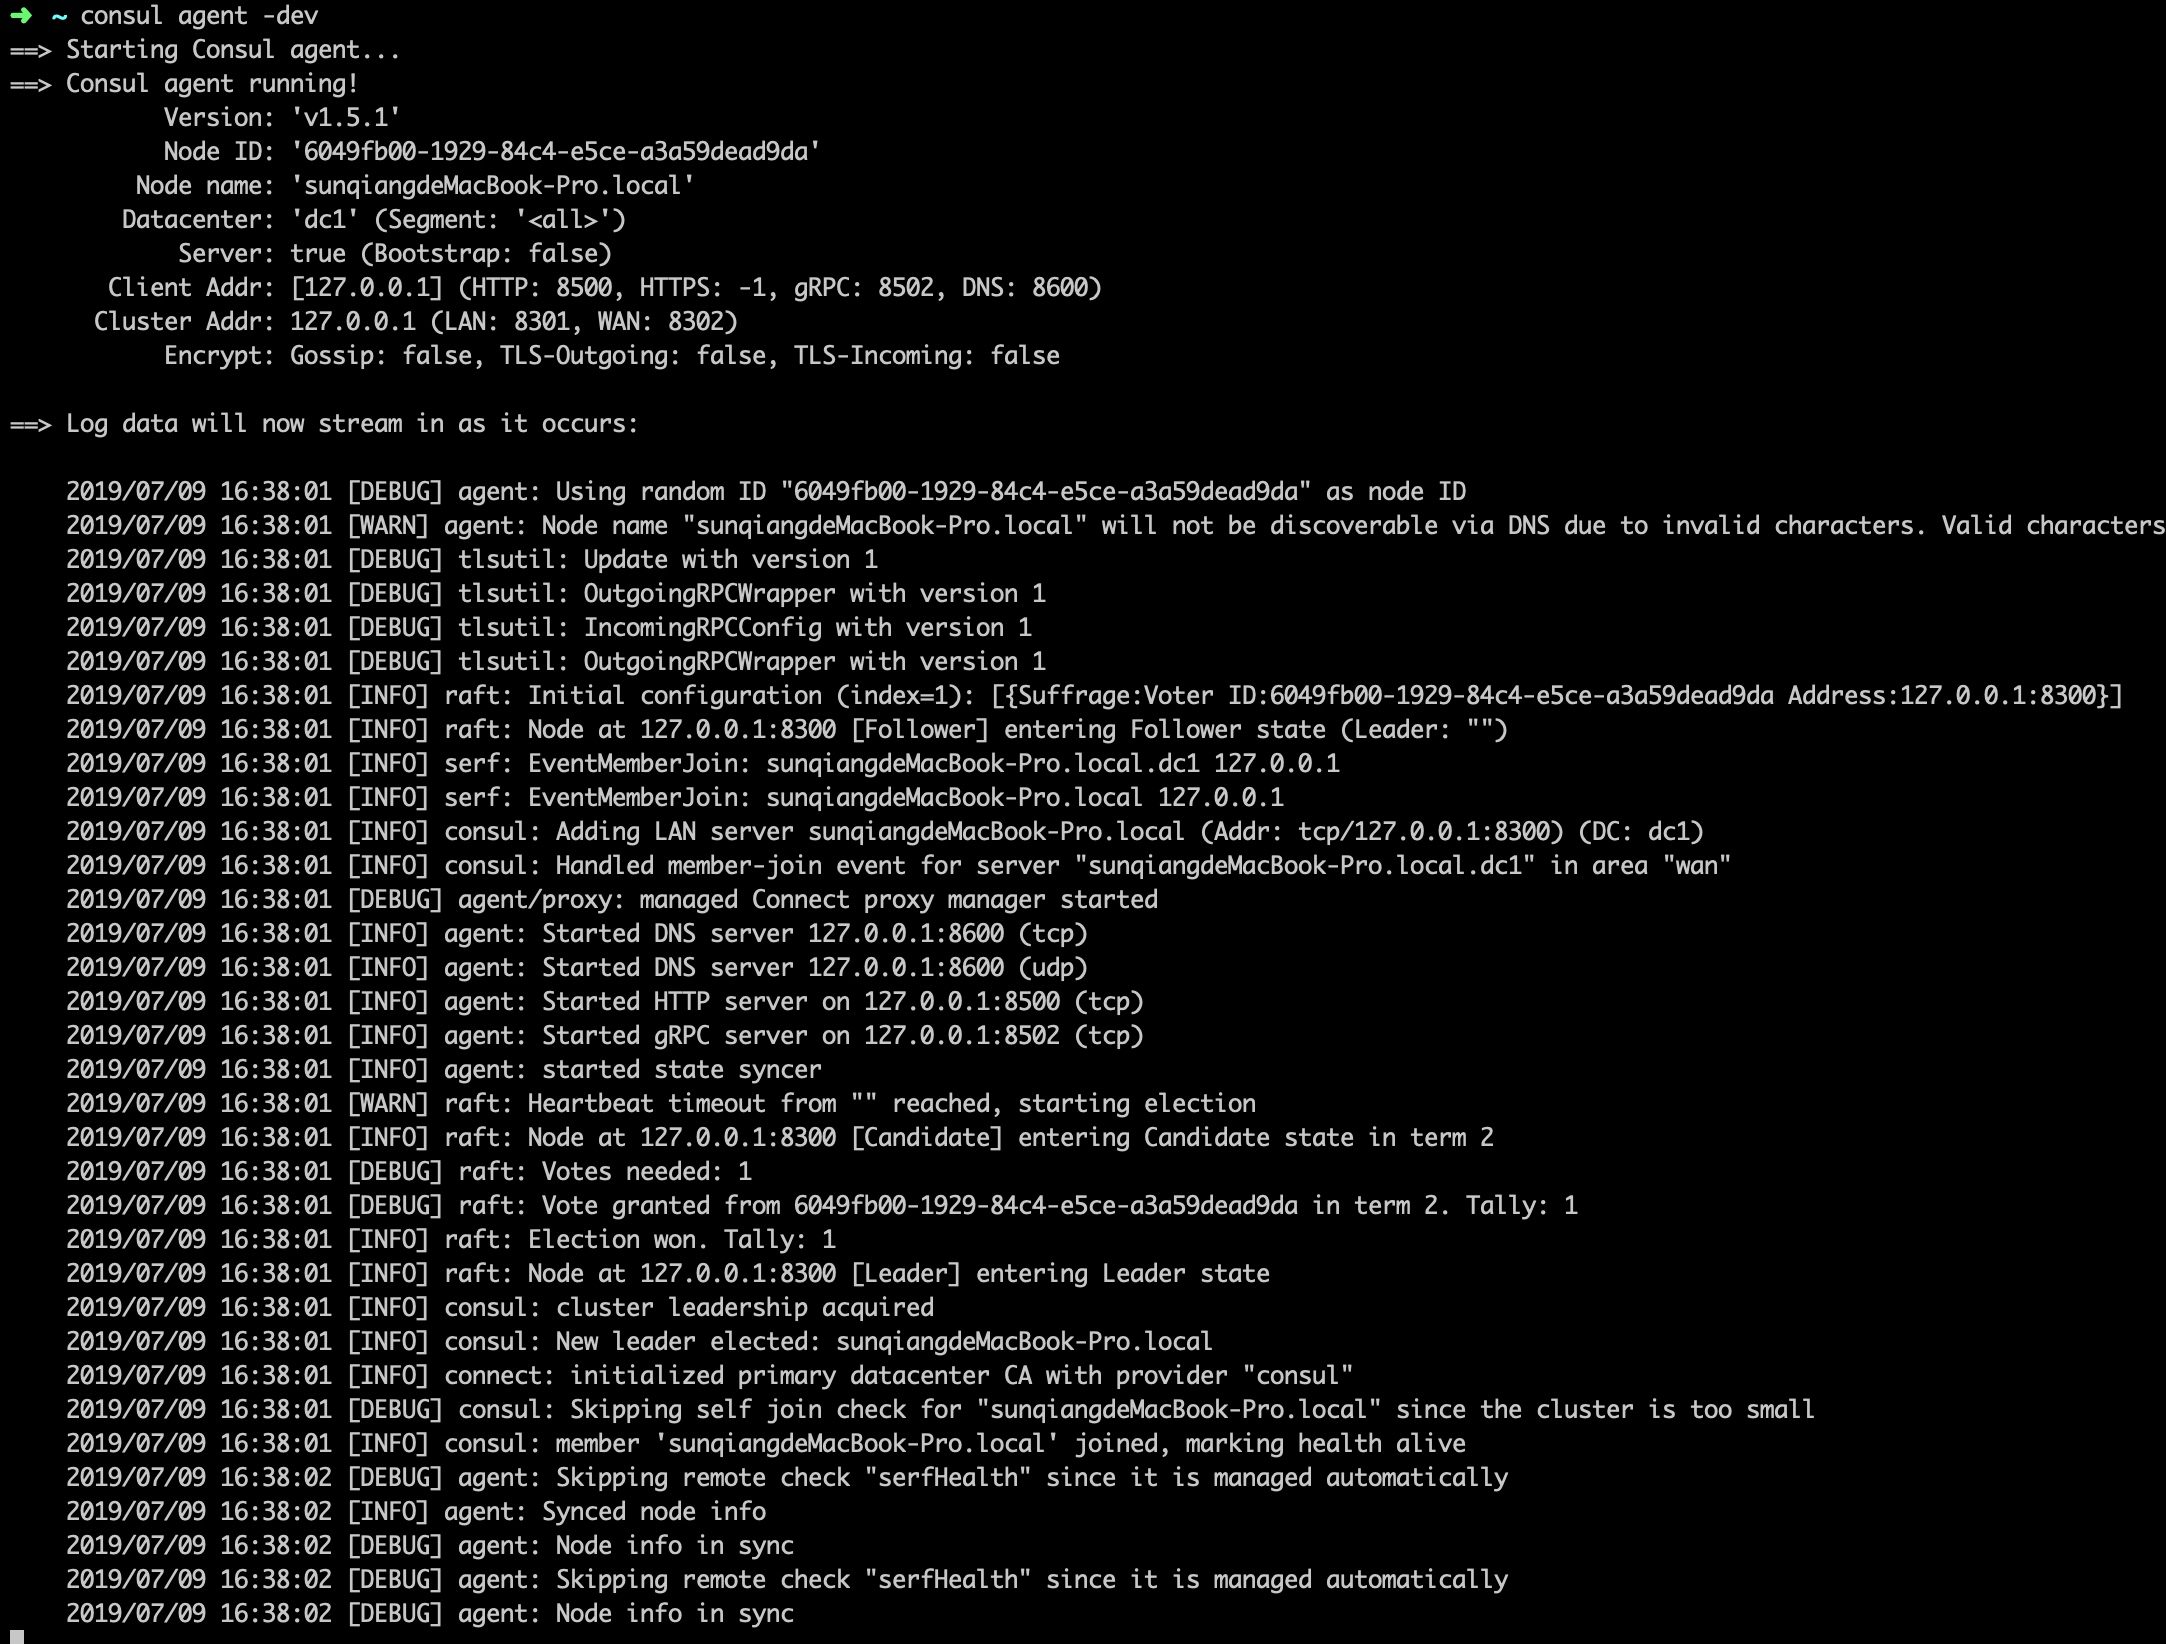 ➜  ~ consul agent -dev
==> Starting Consul agent...
==> Consul agent running!
           Version: 'v1.5.1'
           Node ID: '6049fb00-1929-84c4-e5ce-a3a59dead9da'
         Node name: 'sunqiangdeMacBook-Pro.local'
        Datacenter: 'dc1' (Segment: '<all>')
            Server: true (Bootstrap: false)
       Client Addr: [127.0.0.1] (HTTP: 8500, HTTPS: -1, gRPC: 8502, DNS: 8600)
      Cluster Addr: 127.0.0.1 (LAN: 8301, WAN: 8302)
           Encrypt: Gossip: false, TLS-Outgoing: false, TLS-Incoming: false

==> Log data will now stream in as it occurs:

    2019/07/09 16:38:01 [DEBUG] agent: Using random ID "6049fb00-1929-84c4-e5ce-a3a59dead9da" as node ID
    2019/07/09 16:38:01 [WARN] agent: Node name "sunqiangdeMacBook-Pro.local" will not be discoverable via DNS due to invalid characters. Valid characters
    2019/07/09 16:38:01 [DEBUG] tlsutil: Update with version 1
    2019/07/09 16:38:01 [DEBUG] tlsutil: OutgoingRPCWrapper with version 1
    2019/07/09 16:38:01 [DEBUG] tlsutil: IncomingRPCConfig with version 1
    2019/07/09 16:38:01 [DEBUG] tlsutil: OutgoingRPCWrapper with version 1
    2019/07/09 16:38:01 [INFO] raft: Initial configuration (index=1): [{Suffrage:Voter ID:6049fb00-1929-84c4-e5ce-a3a59dead9da Address:127.0.0.1:8300}]
    2019/07/09 16:38:01 [INFO] raft: Node at 127.0.0.1:8300 [Follower] entering Follower state (Leader: "")
    2019/07/09 16:38:01 [INFO] serf: EventMemberJoin: sunqiangdeMacBook-Pro.local.dc1 127.0.0.1
    2019/07/09 16:38:01 [INFO] serf: EventMemberJoin: sunqiangdeMacBook-Pro.local 127.0.0.1
    2019/07/09 16:38:01 [INFO] consul: Adding LAN server sunqiangdeMacBook-Pro.local (Addr: tcp/127.0.0.1:8300) (DC: dc1)
    2019/07/09 16:38:01 [INFO] consul: Handled member-join event for server "sunqiangdeMacBook-Pro.local.dc1" in area "wan"
    2019/07/09 16:38:01 [DEBUG] agent/proxy: managed Connect proxy manager started
    2019/07/09 16:38:01 [INFO] agent: Started DNS server 127.0.0.1:8600 (tcp)
    2019/07/09 16:38:01 [INFO] agent: Started DNS server 127.0.0.1:8600 (udp)
    2019/07/09 16:38:01 [INFO] agent: Started HTTP server on 127.0.0.1:8500 (tcp)
    2019/07/09 16:38:01 [INFO] agent: Started gRPC server on 127.0.0.1:8502 (tcp)
    2019/07/09 16:38:01 [INFO] agent: started state syncer
    2019/07/09 16:38:01 [WARN] raft: Heartbeat timeout from "" reached, starting election
    2019/07/09 16:38:01 [INFO] raft: Node at 127.0.0.1:8300 [Candidate] entering Candidate state in term 2
    2019/07/09 16:38:01 [DEBUG] raft: Votes needed: 1
    2019/07/09 16:38:01 [DEBUG] raft: Vote granted from 6049fb00-1929-84c4-e5ce-a3a59dead9da in term 2. Tally: 1
    2019/07/09 16:38:01 [INFO] raft: Election won. Tally: 1
    2019/07/09 16:38:01 [INFO] raft: Node at 127.0.0.1:8300 [Leader] entering Leader state
    2019/07/09 16:38:01 [INFO] consul: cluster leadership acquired
    2019/07/09 16:38:01 [INFO] consul: New leader elected: sunqiangdeMacBook-Pro.local
    2019/07/09 16:38:01 [INFO] connect: initialized primary datacenter CA with provider "consul"
    2019/07/09 16:38:01 [DEBUG] consul: Skipping self join check for "sunqiangdeMacBook-Pro.local" since the cluster is too small
    2019/07/09 16:38:01 [INFO] consul: member 'sunqiangdeMacBook-Pro.local' joined, marking health alive
    2019/07/09 16:38:02 [DEBUG] agent: Skipping remote check "serfHealth" since it is managed automatically
    2019/07/09 16:38:02 [INFO] agent: Synced node info
    2019/07/09 16:38:02 [DEBUG] agent: Node info in sync
    2019/07/09 16:38:02 [DEBUG] agent: Skipping remote check "serfHealth" since it is managed automatically
    2019/07/09 16:38:02 [DEBUG] agent: Node info in sync